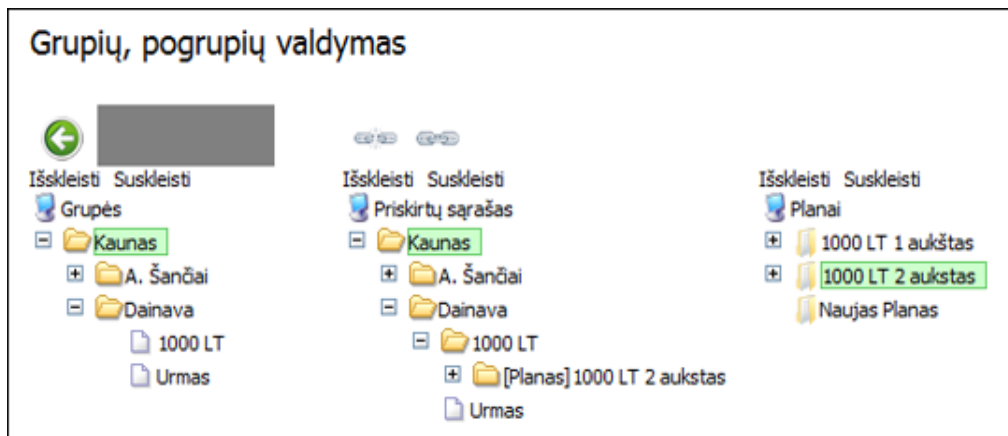 Grupių, pogrupių valdymas
Išskleisti Suskleisti
Grupės
Kaunas
A. Šančiai
Dainava
1000 LT
Urmas
Išskleisti Suskleisti
Priskirtų sąrašas
Kaunas
A. Šančiai
Dainava
1000 LT
[Planas] 1000 LT 2 aukstas
Urmas
Išskleisti Suskleisti
Planai
1000 LT 1 aukštas
1000 LT 2 aukstas
Naujas Planas